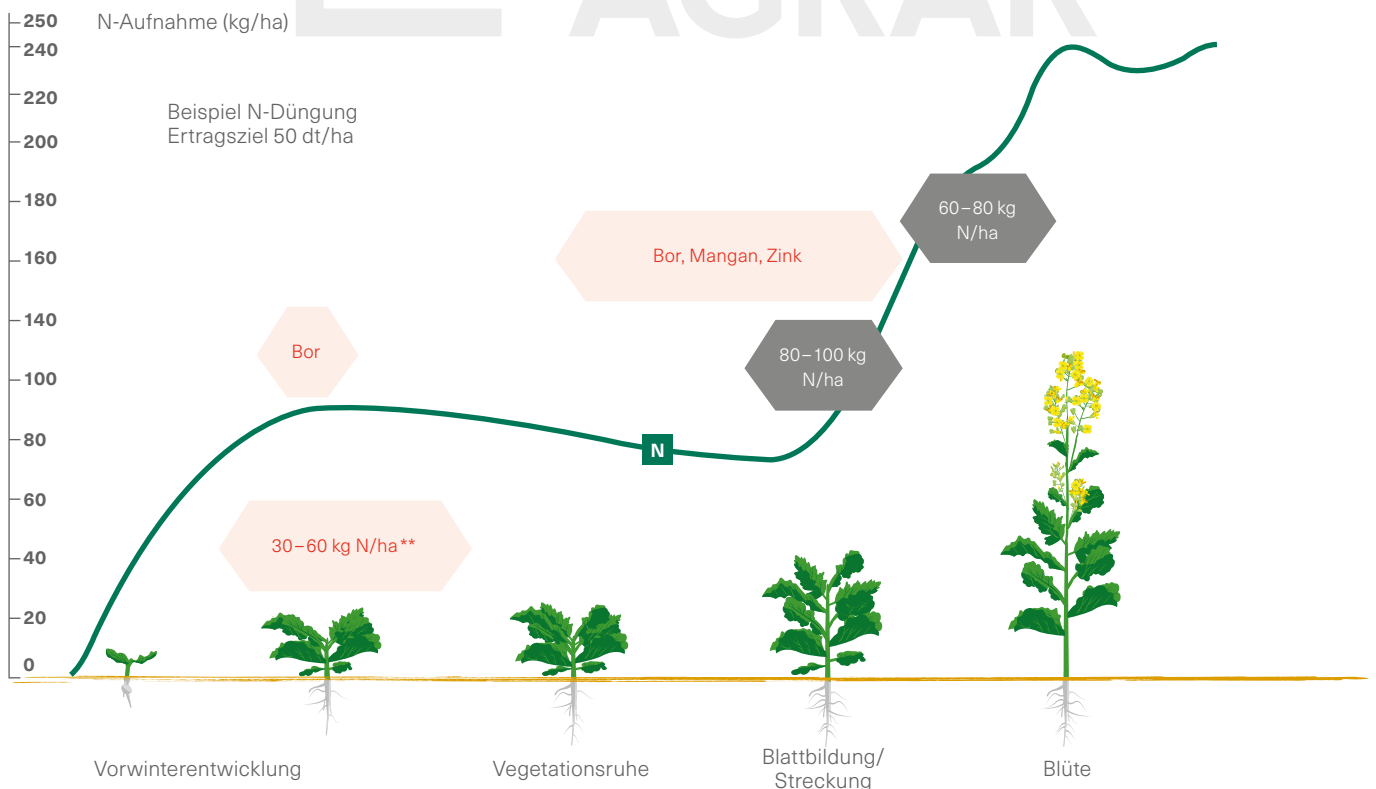 AGRAR
N-Aufnahme (kg/ha)
250
240
220
200
180
160
140
100
80
60
40
20
0
Beispiel N-Düngung
Ertragsziel 50 dt/ha
60–80 kg
N/ha
Bor, Mangan, Zink
80–100 kg
N/ha
Bor
N
30–60 kg N/ha**
Vorwinterentwicklung
Vegetationsruhe
Blattbildung/
Streckung
Blüte